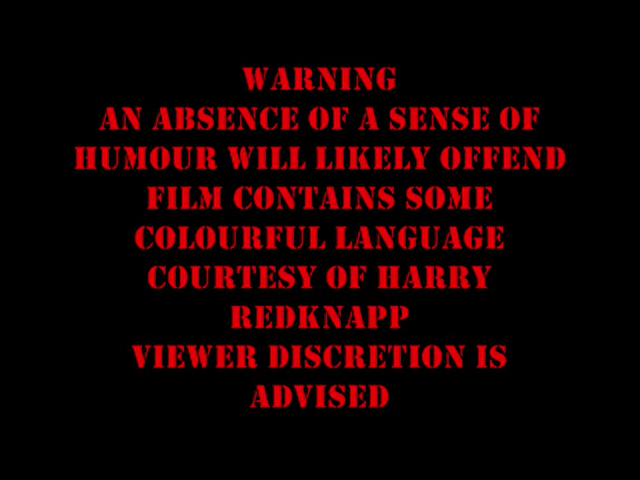 WARNING
AN ABSENCE OF A SENSE OF
HUMOUR WILL LIKELY OFFEND
FILM CONTAINS SOME
COLOURFUL LANGUAGE
COURTESY OF HARRY
REDKNAPP
VIEWER DISCRETION IS
ADVISED